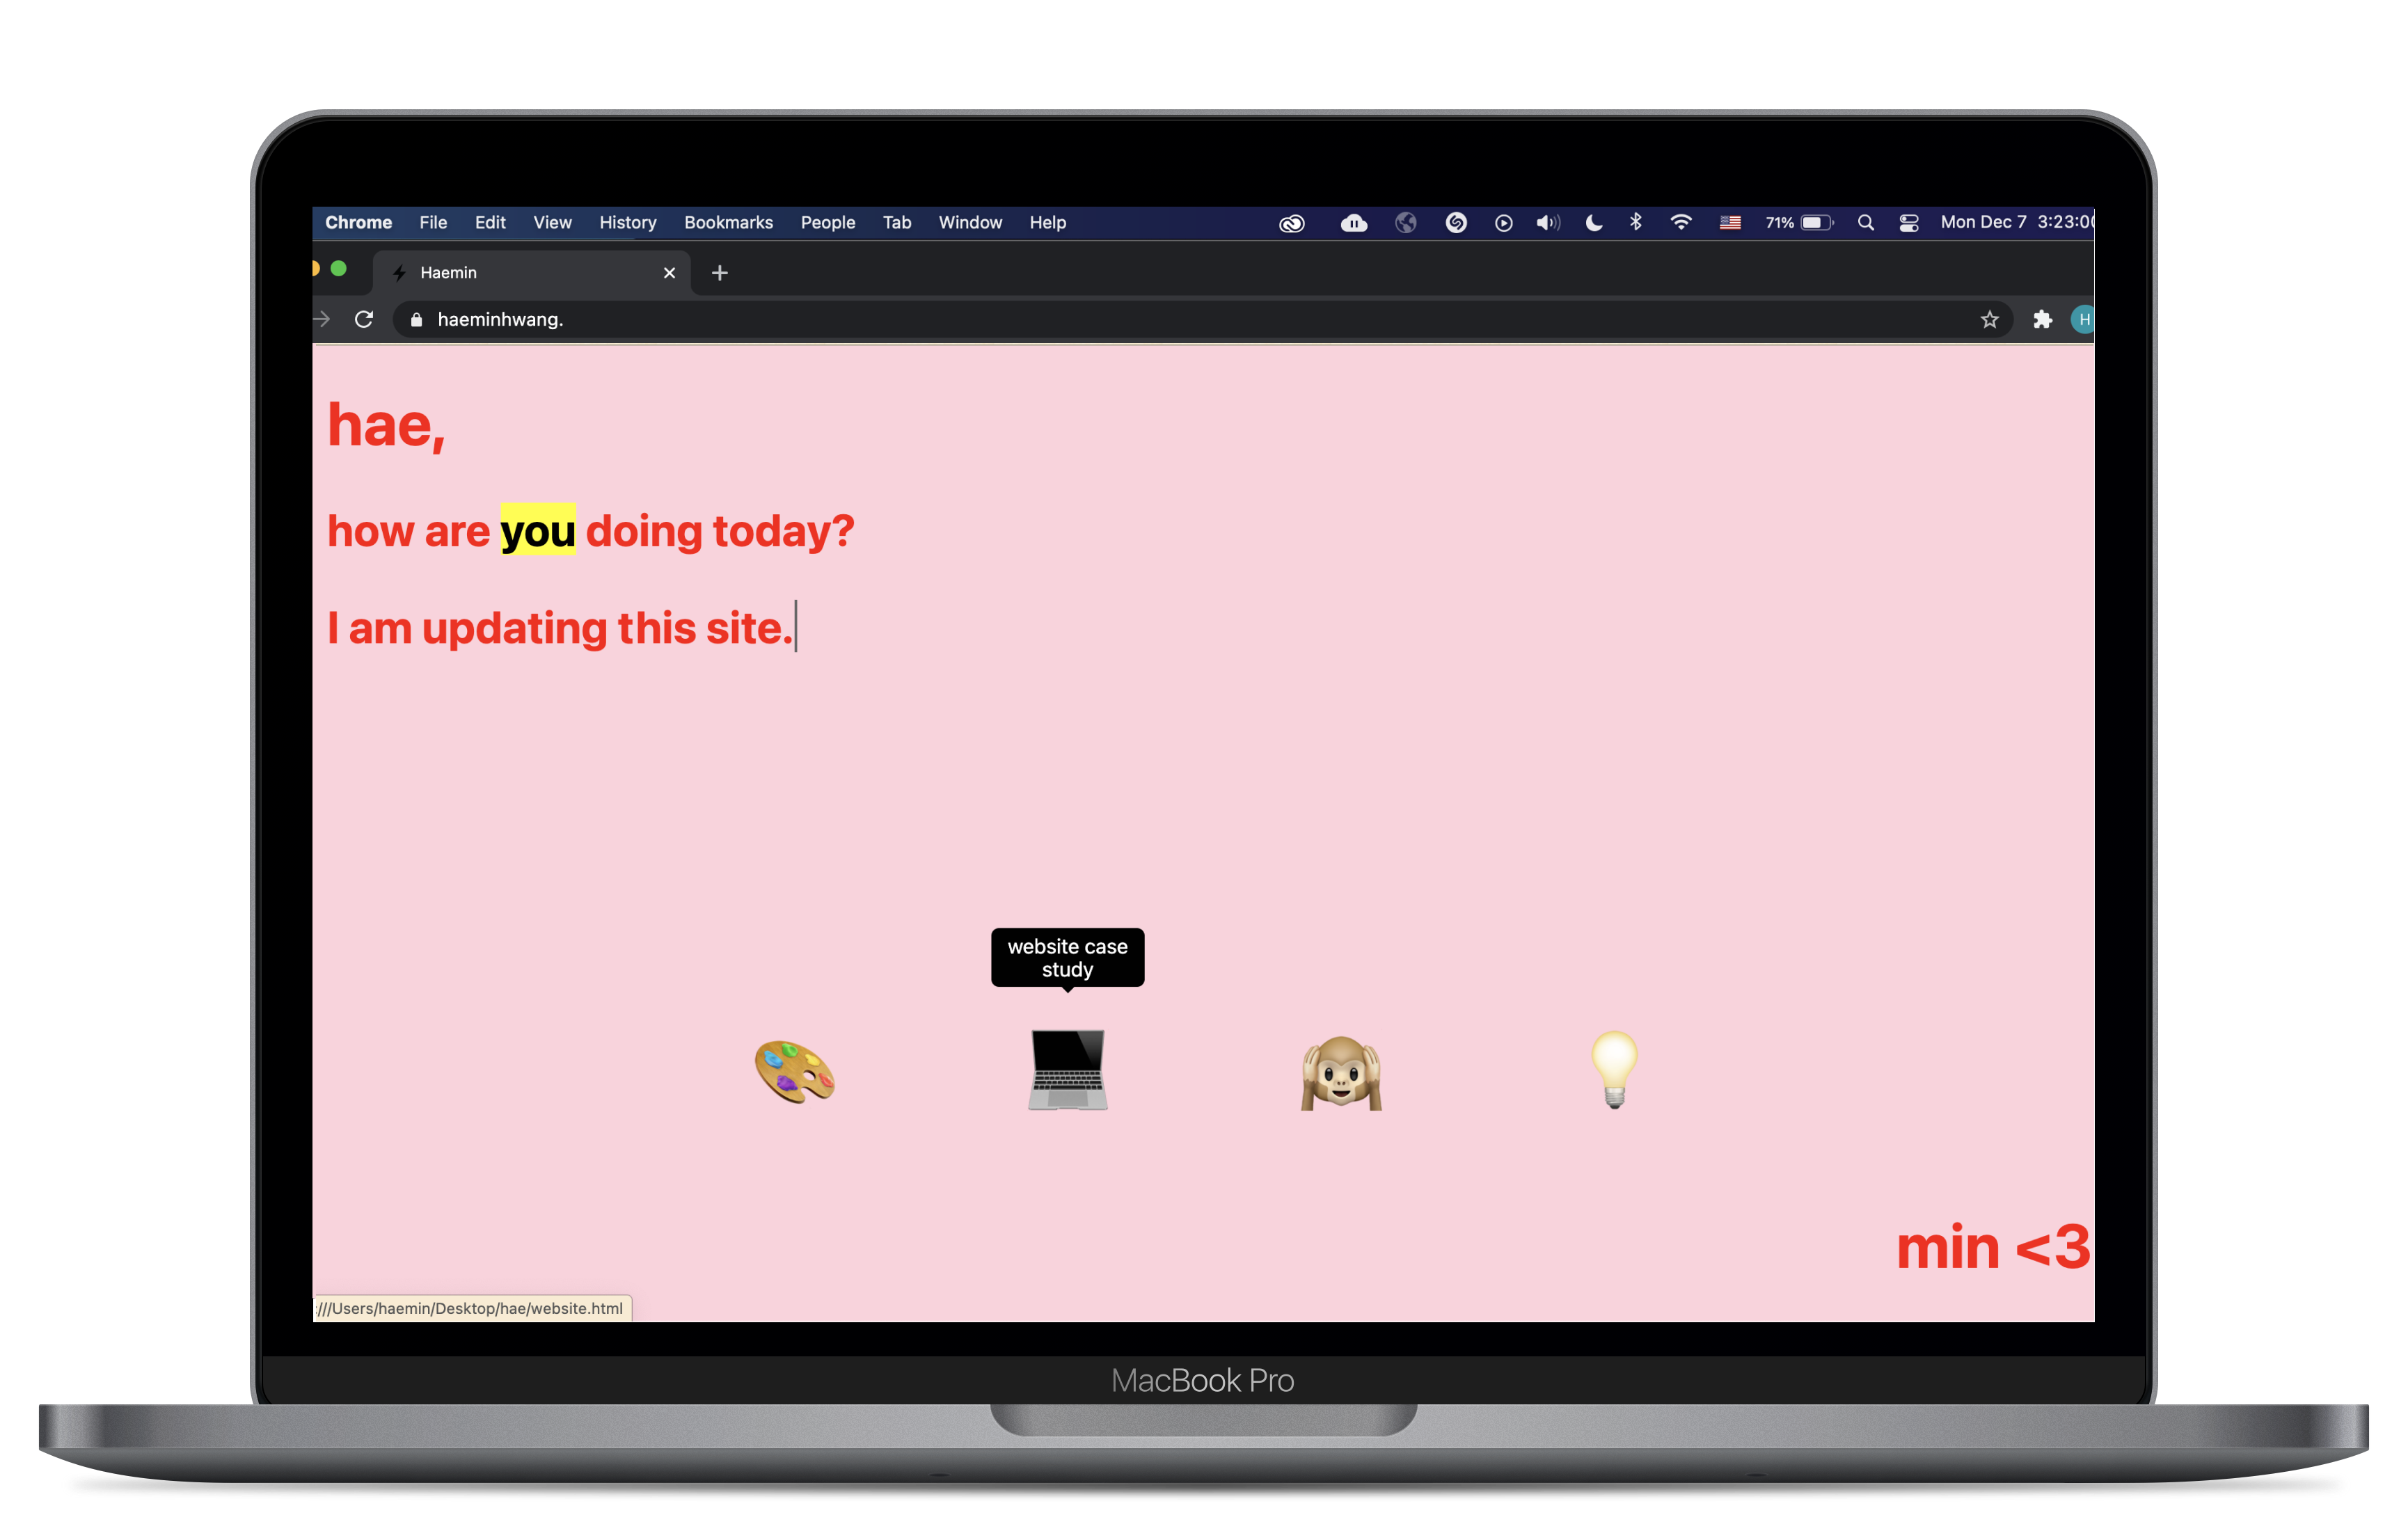 Chrome File Edit View History Bookmarks People Tab Window Help 71% Mon Dec 7 3:23:00
Haemin
haeminhwang.
H
hae,
how are you doing today?
I am updating this site.
website case
study
min <3
:///Users/haemin/Desktop/hae/website.html
MacBook Pro